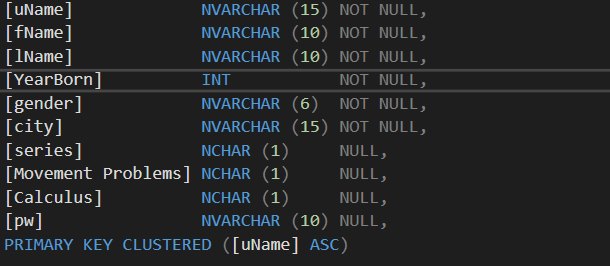 [uName] NVARCHAR (15) NOT NULL,
[fName] NVARCHAR (10) NOT NULL,
[lName] NVARCHAR (10) NOT NULL,
[YearBorn] INT NOT NULL,
[gender] NVARCHAR (6) NOT NULL,
[city] NVARCHAR (15) NOT NULL,
[series] NCHAR (1) NULL,
[Movement Problems] NCHAR (1) NULL,
[Calculus] NCHAR (1) NULL,
[pw] NVARCHAR (10) NULL,
PRIMARY KEY CLUSTERED ([uName] ASC)